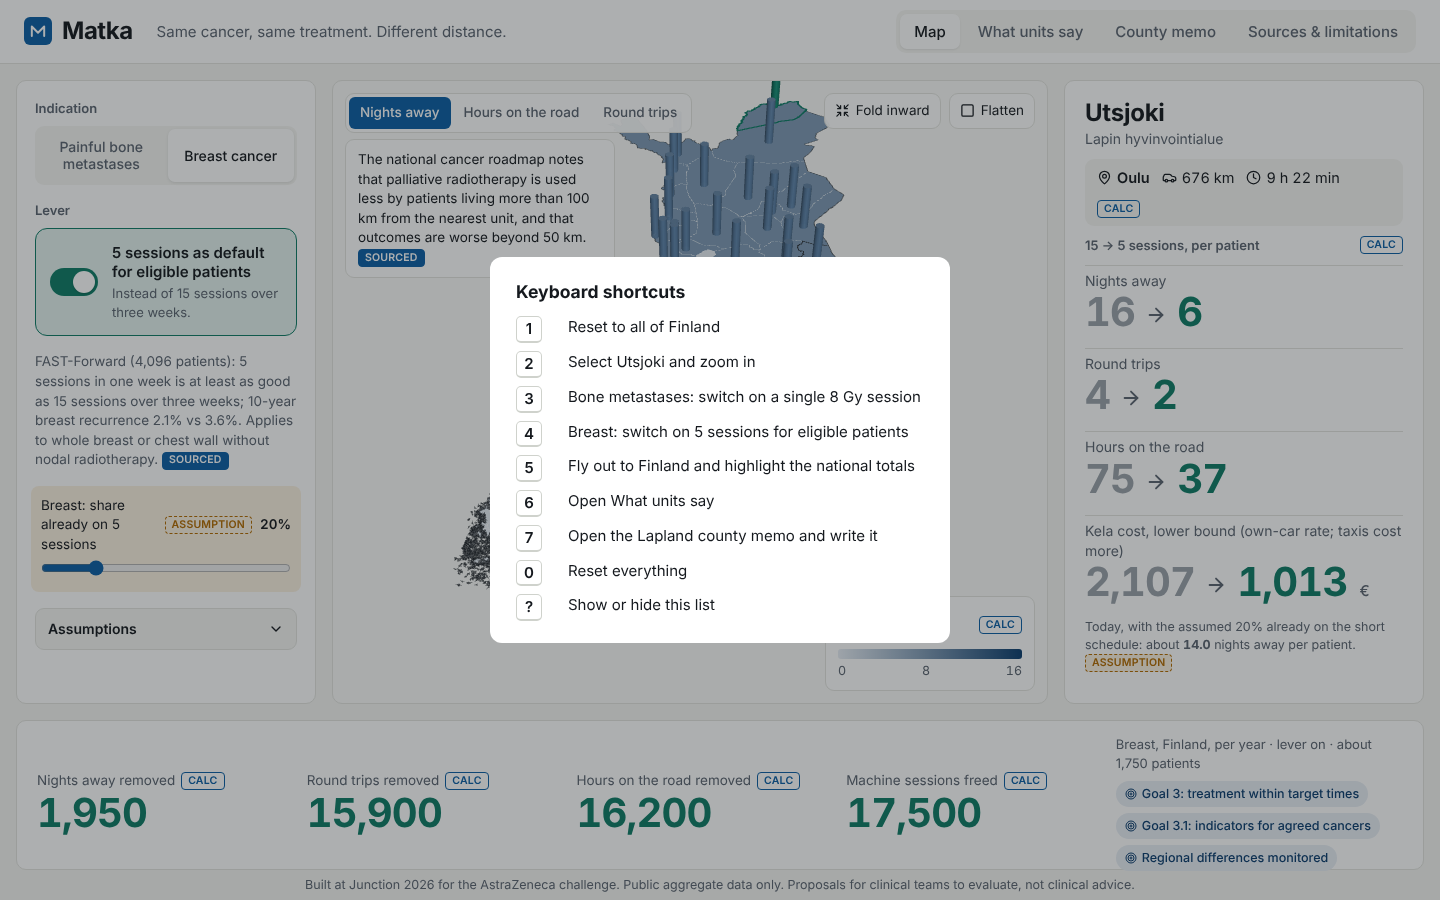 Matka
Same cancer, same treatment. Different distance.
Map
What units say
County memo
Sources & limitations
Indication
Painful bone
metastases
Breast cancer
Lever
5 sessions as default
for eligible patients
Instead of 15 sessions over
three weeks.
FAST-Forward (4,096 patients): 5
sessions in one week is at least as good
as 15 sessions over three weeks; 10-year
breast recurrence 2.1% vs 3.6%. Applies
to whole breast or chest wall without
nodal radiotherapy. SOURCED
Breast: share
already on 5
sessions
ASSUMPTION 20%
Assumptions
Nights away
Hours on the road
Round trips
Fold inward
Flatten
The national cancer roadmap notes
that palliative radiotherapy is used
less by patients living more than 100
km from the nearest unit, and that
outcomes are worse beyond 50 km.
SOURCED
Keyboard shortcuts
1 Reset to all of Finland
2 Select Utsjoki and zoom in
3 Bone metastases: switch on a single 8 Gy session
4 Breast: switch on 5 sessions for eligible patients
5 Fly out to Finland and highlight the national totals
6 Open What units say
7 Open the Lapland county memo and write it
0 Reset everything
? Show or hide this list
CALC
0 8 16
Utsjoki
Lapin hyvinvointialue
Oulu 676 km 9 h 22 min
CALC
15 → 5 sessions, per patient CALC
Nights away
16 → 6
Round trips
4 → 2
Hours on the road
75 → 37
Kela cost, lower bound (own-car rate; taxis cost
more)
2,107 → 1,013 €
Today, with the assumed 20% already on the short
schedule: about 14.0 nights away per patient.
ASSUMPTION
Nights away removed CALC
1,950
Round trips removed CALC
15,900
Hours on the road removed CALC
16,200
Machine sessions freed CALC
17,500
Breast, Finland, per year · lever on · about
1,750 patients
Goal 3: treatment within target times
Goal 3.1: indicators for agreed cancers
Regional differences monitored
Built at Junction 2026 for the AstraZeneca challenge. Public aggregate data only. Proposals for clinical teams to evaluate, not clinical advice.